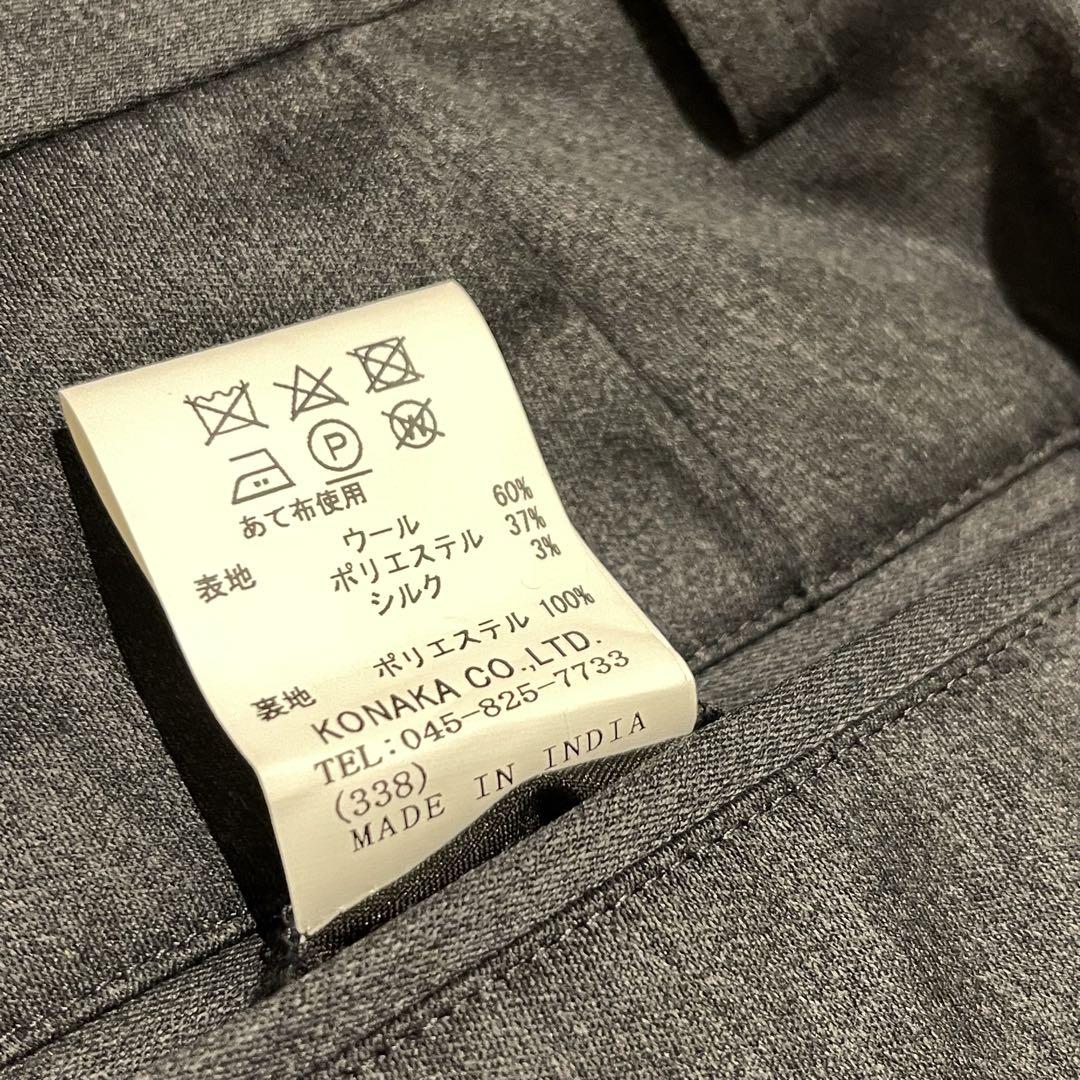 P W
あて布使用
ウール 60%
表地 ポリエステル 37%
シルク 3%
裏地 ポリエステル 100%
KONAKA CO.,LTD.
TEL:045-825-7733
(338)
MADE IN INDIA